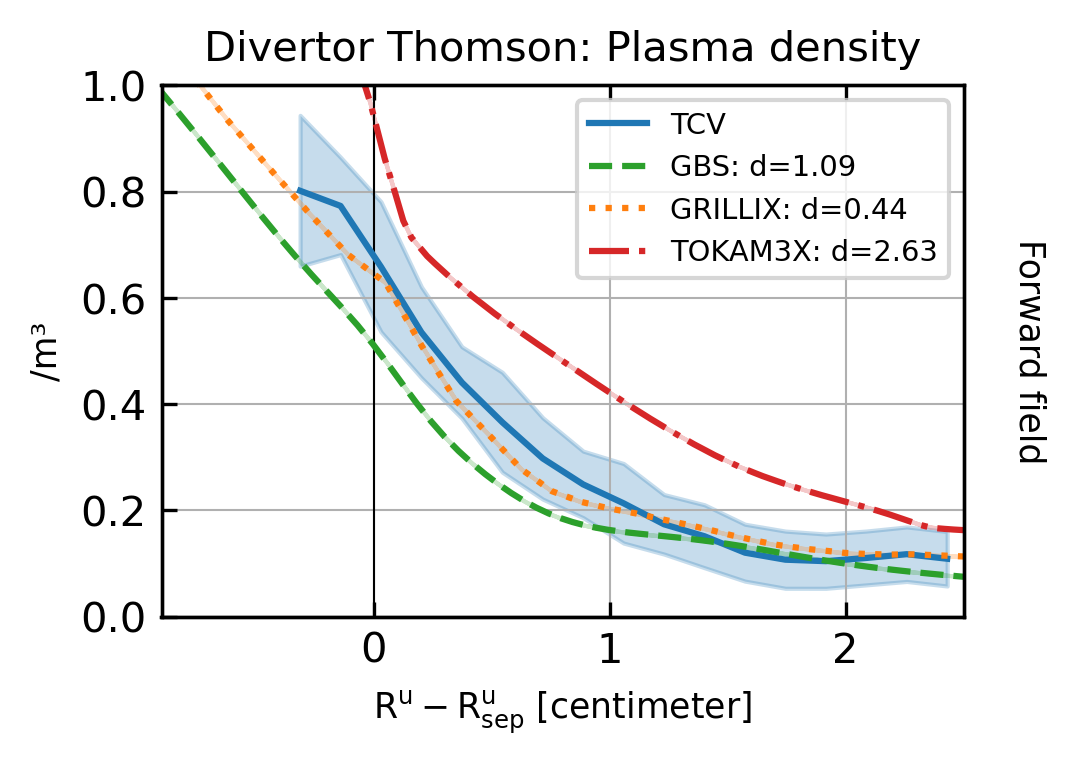 Divertor Thomson: Plasma density
1.0
0.8
0.6
0.4
0.2
0.0
/m³
TCV
GBS: d=1.09
GRILLIX: d=0.44
TOKAM3X: d=2.63
Forward field
0 1 2
Rᵘ − Rᵘsep [centimeter]